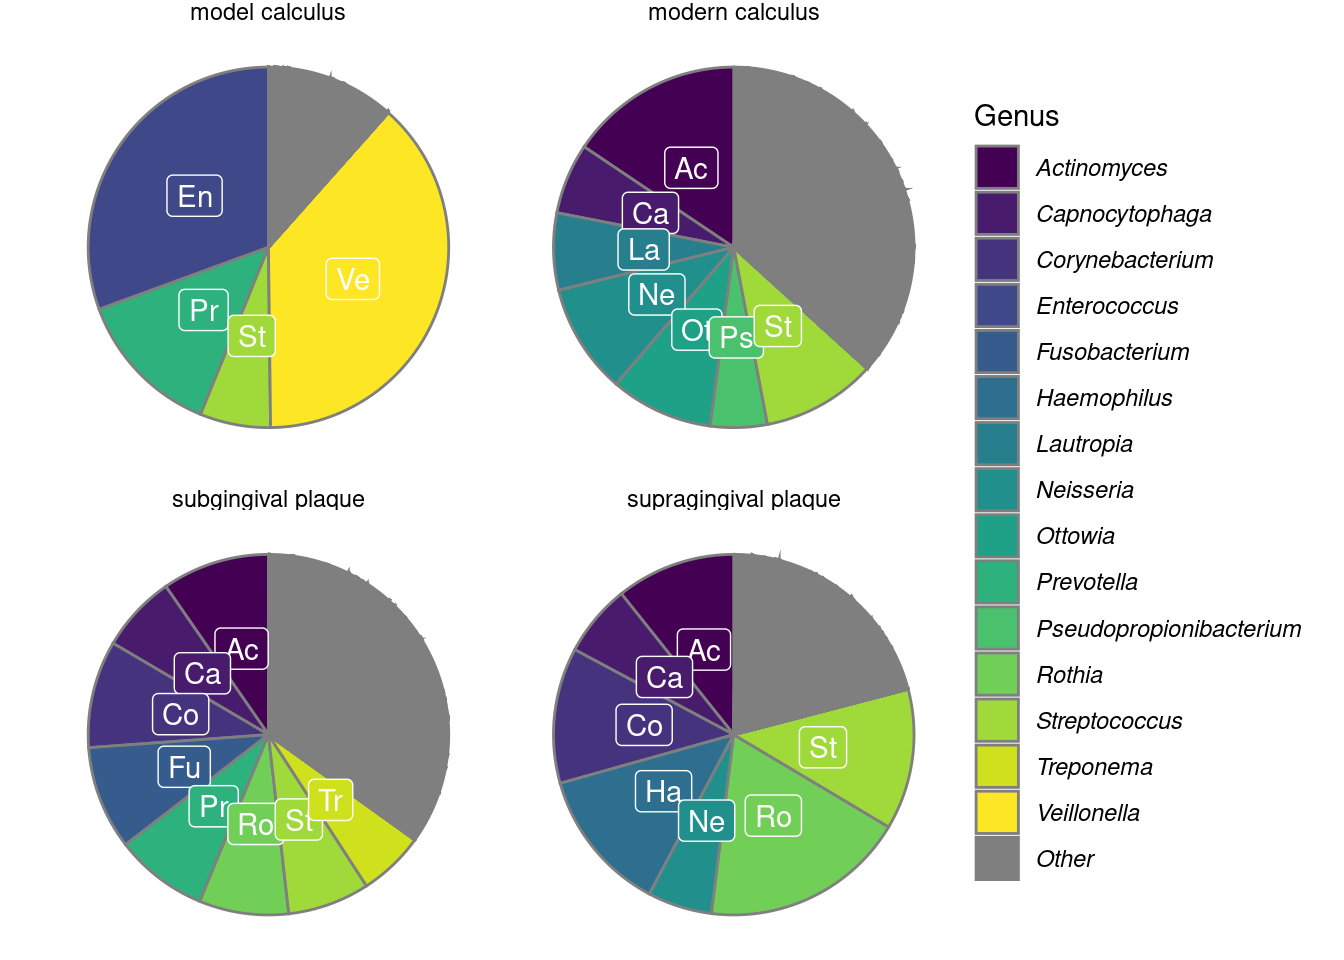 model calculus
modern calculus
En
Ve
Pr
St
Ac
Ca
La
Ne
Ot
Ps
St
subgingival plaque
supragingival plaque
Ac
Ca
Co
Fu
Pr
Ro
St
Tr
Ac
Ca
Co
Ha
Ne
Ro
St
Genus
Actinomyces
Capnocytophaga
Corynebacterium
Enterococcus
Fusobacterium
Haemophilus
Lautropia
Neisseria
Ottowia
Prevotella
Pseudopropionibacterium
Rothia
Streptococcus
Treponema
Veillonella
Other